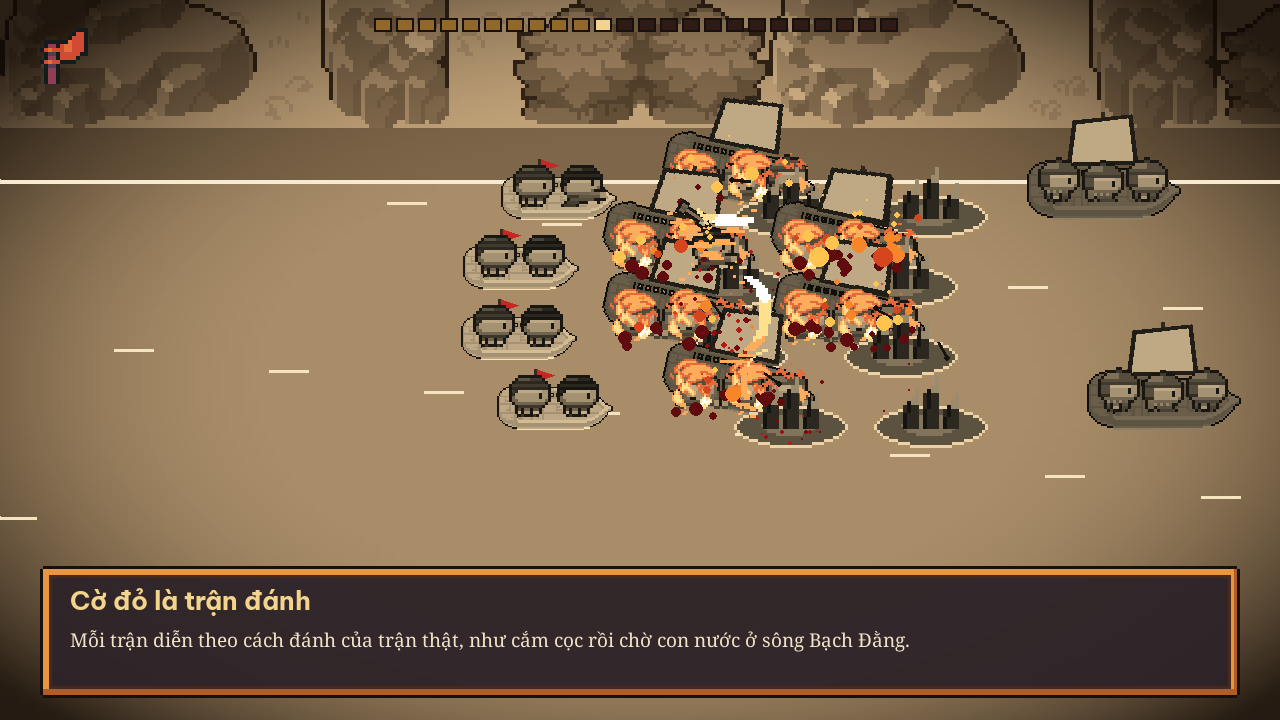 Cờ đỏ là trận đánh
Mỗi trận diễn theo cách đánh của trận thật, như cắm cọc rồi chờ con nước ở sông Bạch Đằng.